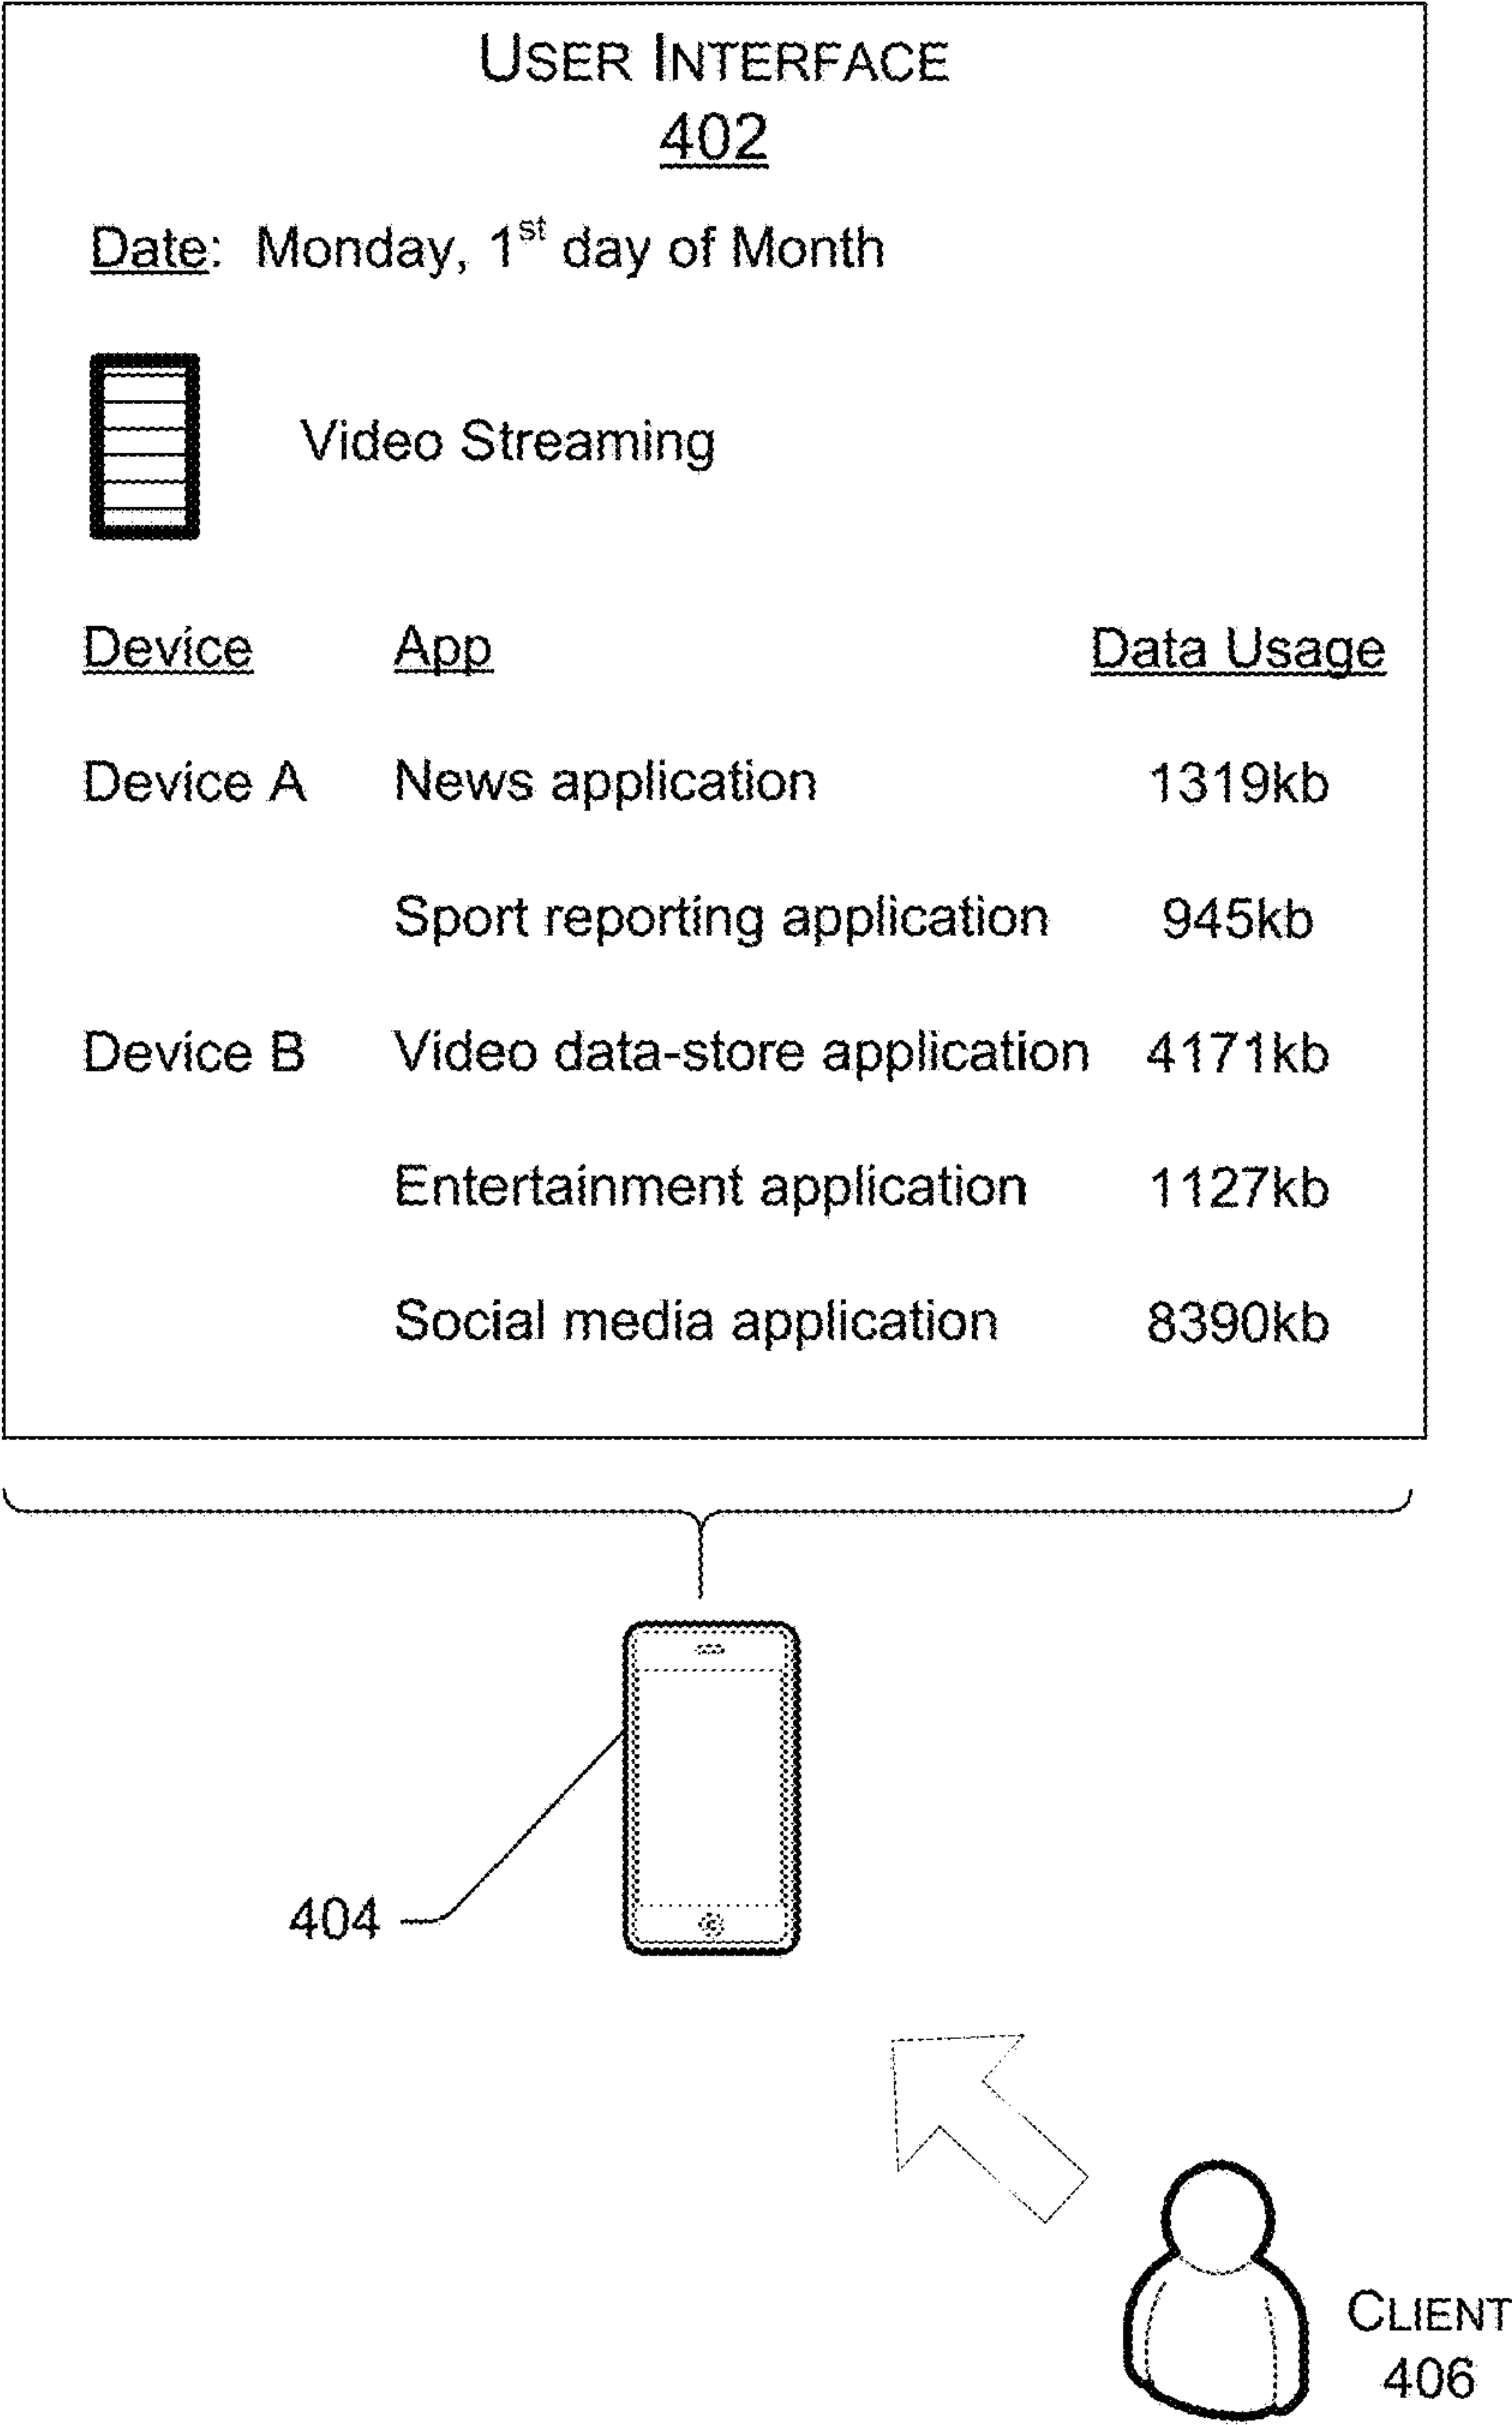 USER INTERFACE
402
Date: Monday, 1st day of Month
Video Streaming
Device App Data Usage
Device A News application 1319kb
Sport reporting application 945kb
Device B Video data-store application 4171kb
Entertainment application 1127kb
Social media application 8390kb
404
CLIENT
406